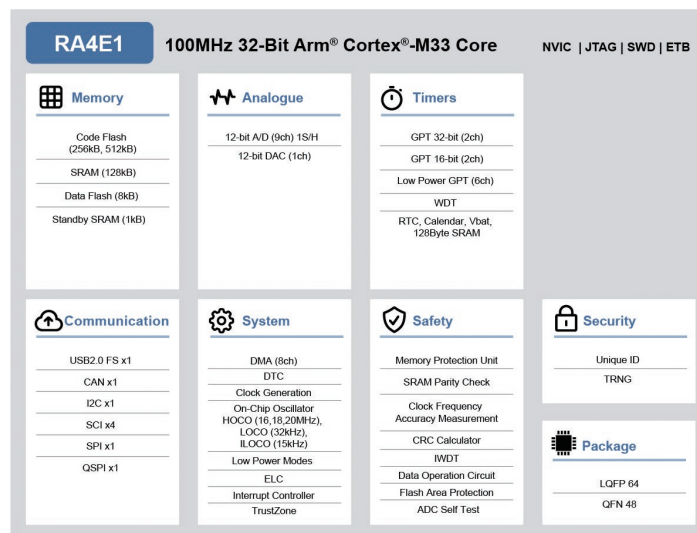 RA4E1
100MHz 32-Bit Arm® Cortex®-M33 Core
NVIC | JTAG | SWD | ETB
Memory
Code Flash
(256kB, 512kB)
SRAM (128kB)
Data Flash (8kB)
Standby SRAM (1kB)
Analogue
12-bit A/D (9ch) 1S/H
12-bit DAC (1ch)
Timers
GPT 32-bit (2ch)
GPT 16-bit (2ch)
Low Power GPT (6ch)
WDT
RTC, Calendar, Vbat,
128Byte SRAM
Communication
USB2.0 FS x1
CAN x1
I2C x1
SCI x4
SPI x1
QSPI x1
System
DMA (8ch)
DTC
Clock Generation
On-Chip Oscillator
HOCO (16,18,20MHz),
LOCO (32kHz),
ILOCO (15kHz)
Low Power Modes
ELC
Interrupt Controller
TrustZone
Safety
Memory Protection Unit
SRAM Parity Check
Clock Frequency
Accuracy Measurement
CRC Calculator
IWDT
Data Operation Circuit
Flash Area Protection
ADC Self Test
Security
Unique ID
TRNG
Package
LQFP 64
QFN 48